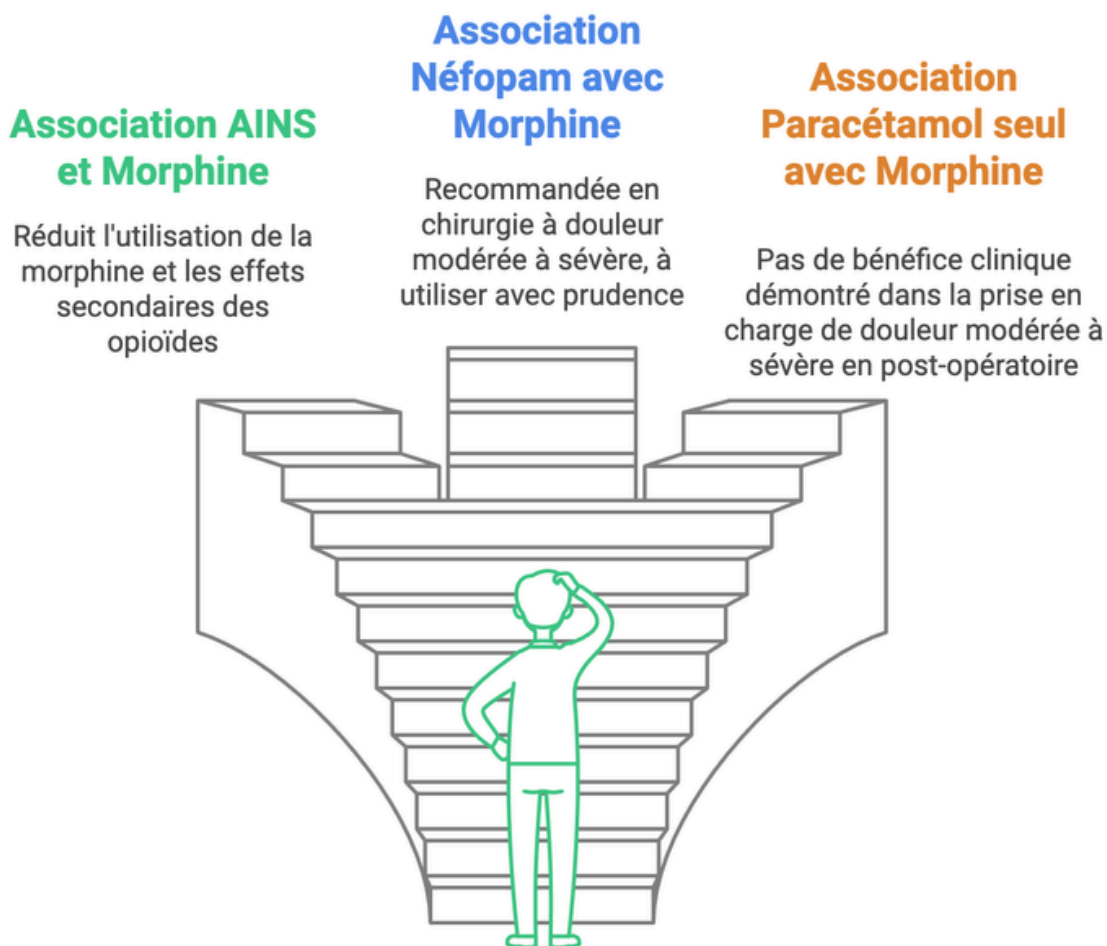 Association AINS
et Morphine
Réduit l'utilisation de la
morphine et les effets
secondaires des
opioïdes
Association
Néfopam avec
Morphine
Recommandée en
chirurgie à douleur
modérée à sévère, à
utiliser avec prudence
Association
Paracétamol seul
avec Morphine
Pas de bénéfice clinique
démontré dans la prise en
charge de douleur modérée à
sévère en post-opératoire